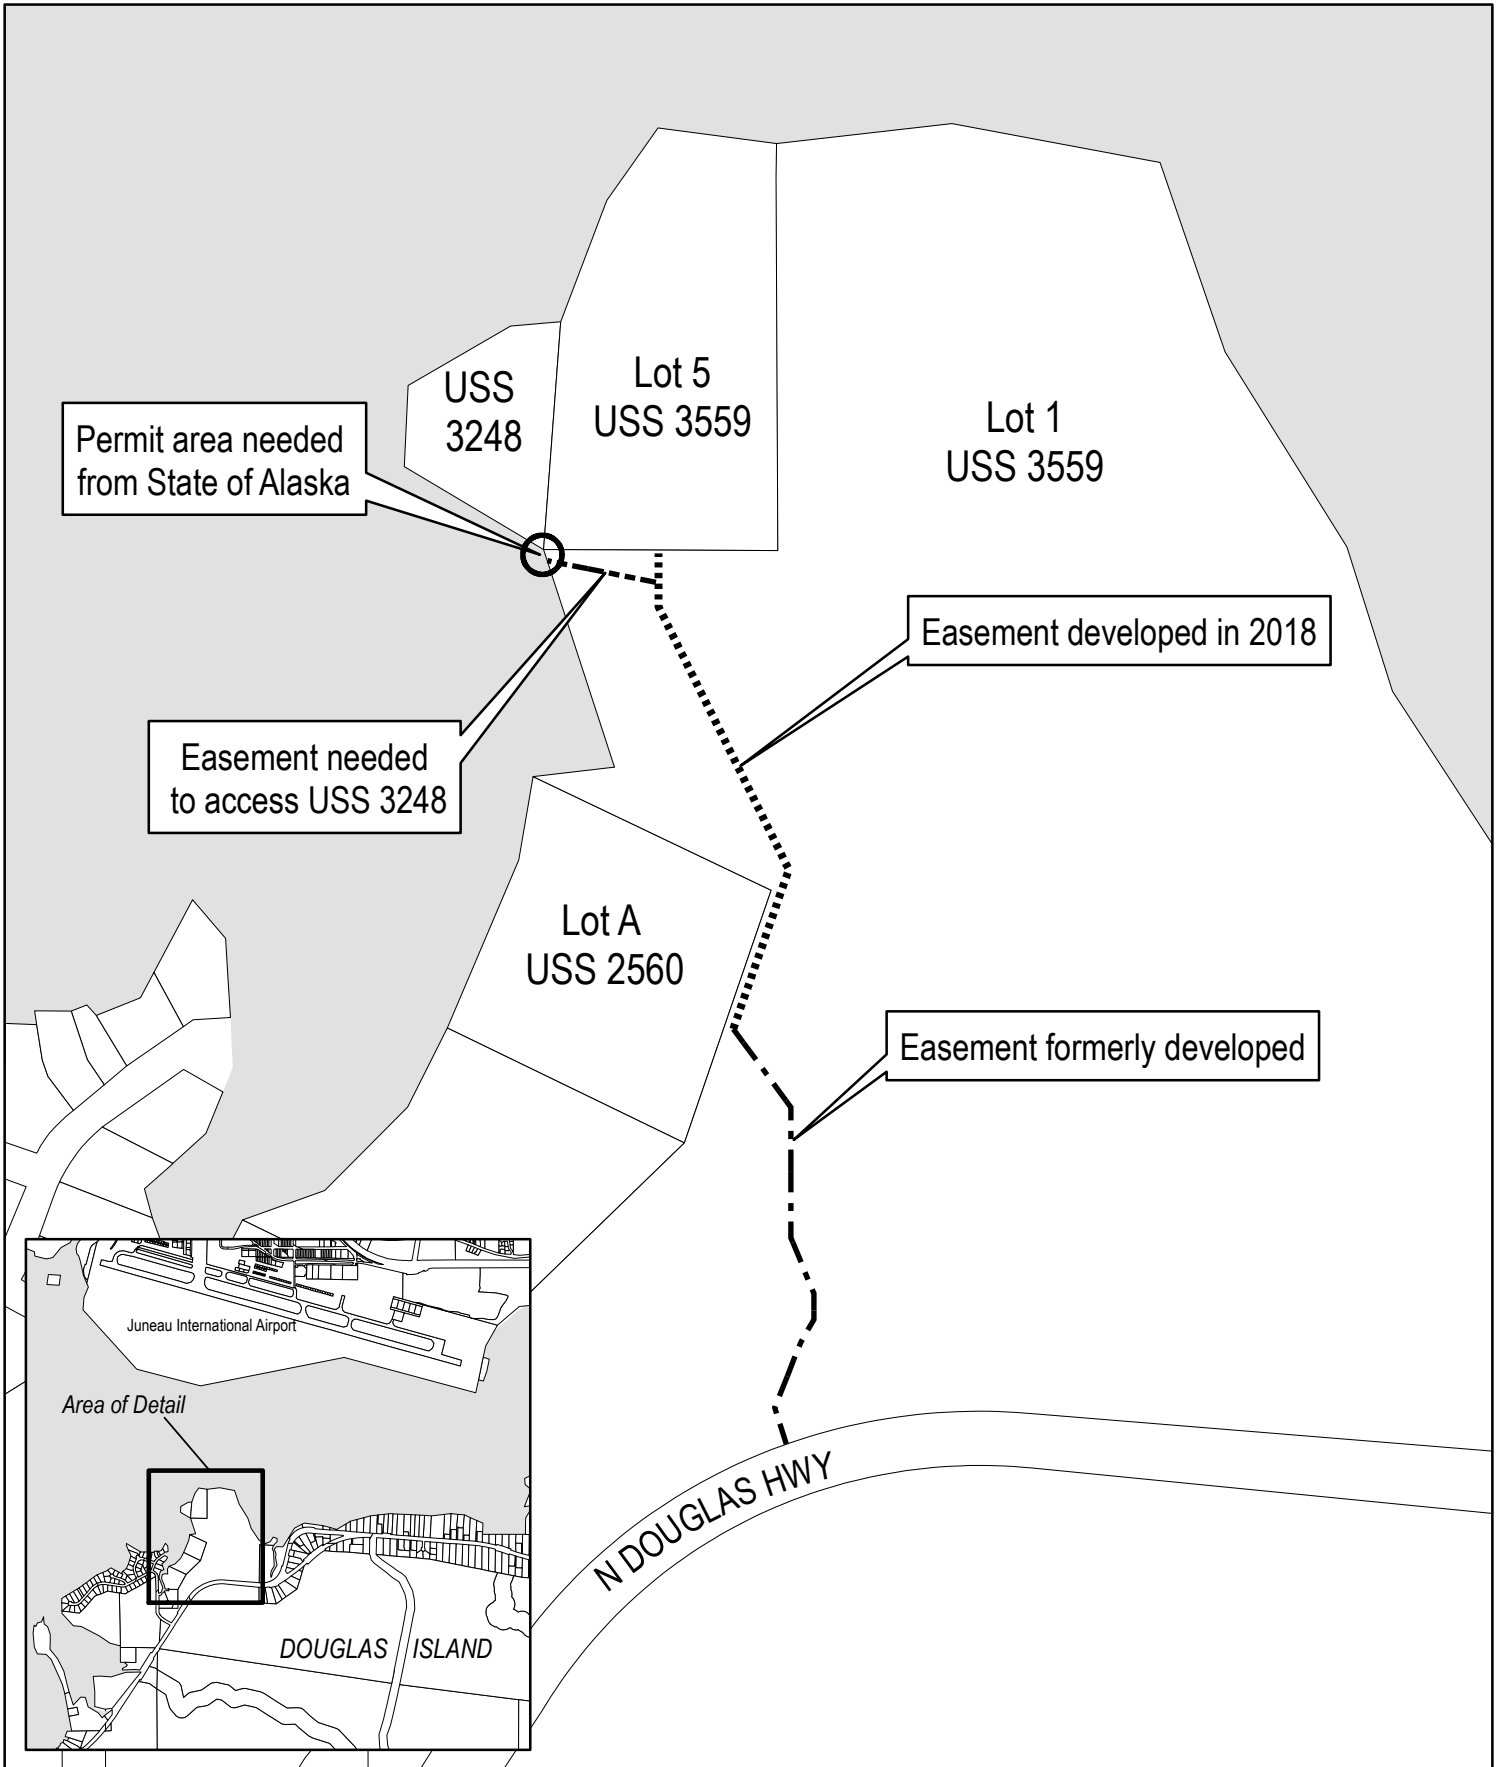 USS
3248
Lot 5
USS 3559
Lot 1
USS 3559
Permit area needed
from State of Alaska
Easement developed in 2018
Easement needed
to access USS 3248
Lot A
USS 2560
Easement formerly developed
N DOUGLAS HWY
Juneau International Airport
Area of Detail
DOUGLAS ISLAND